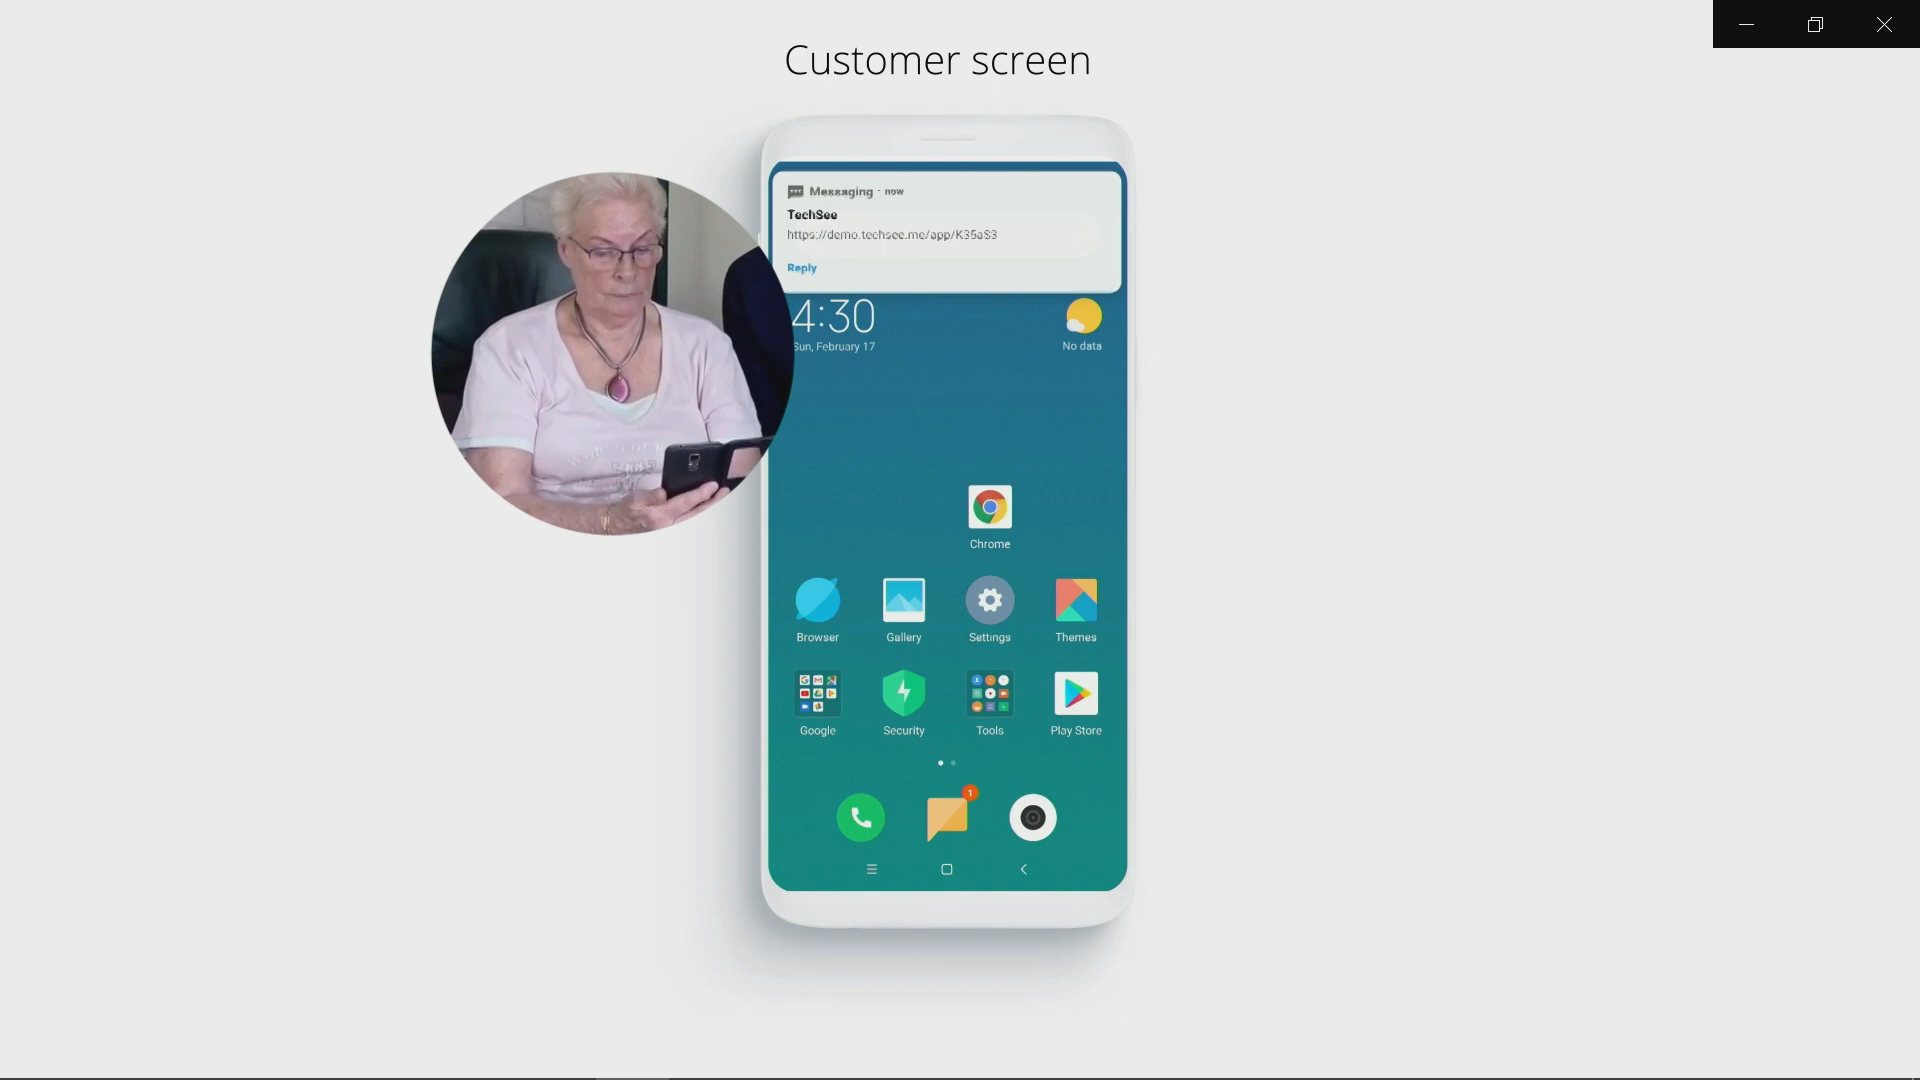 Customer screen
Messaging · now
TechSee
https://demo.techsee.me/app/K35aS3
Reply
4:30
Sun, February 17
No data
Chrome
Browser
Gallery
Settings
Themes
Google
Security
Tools
Play Store
1